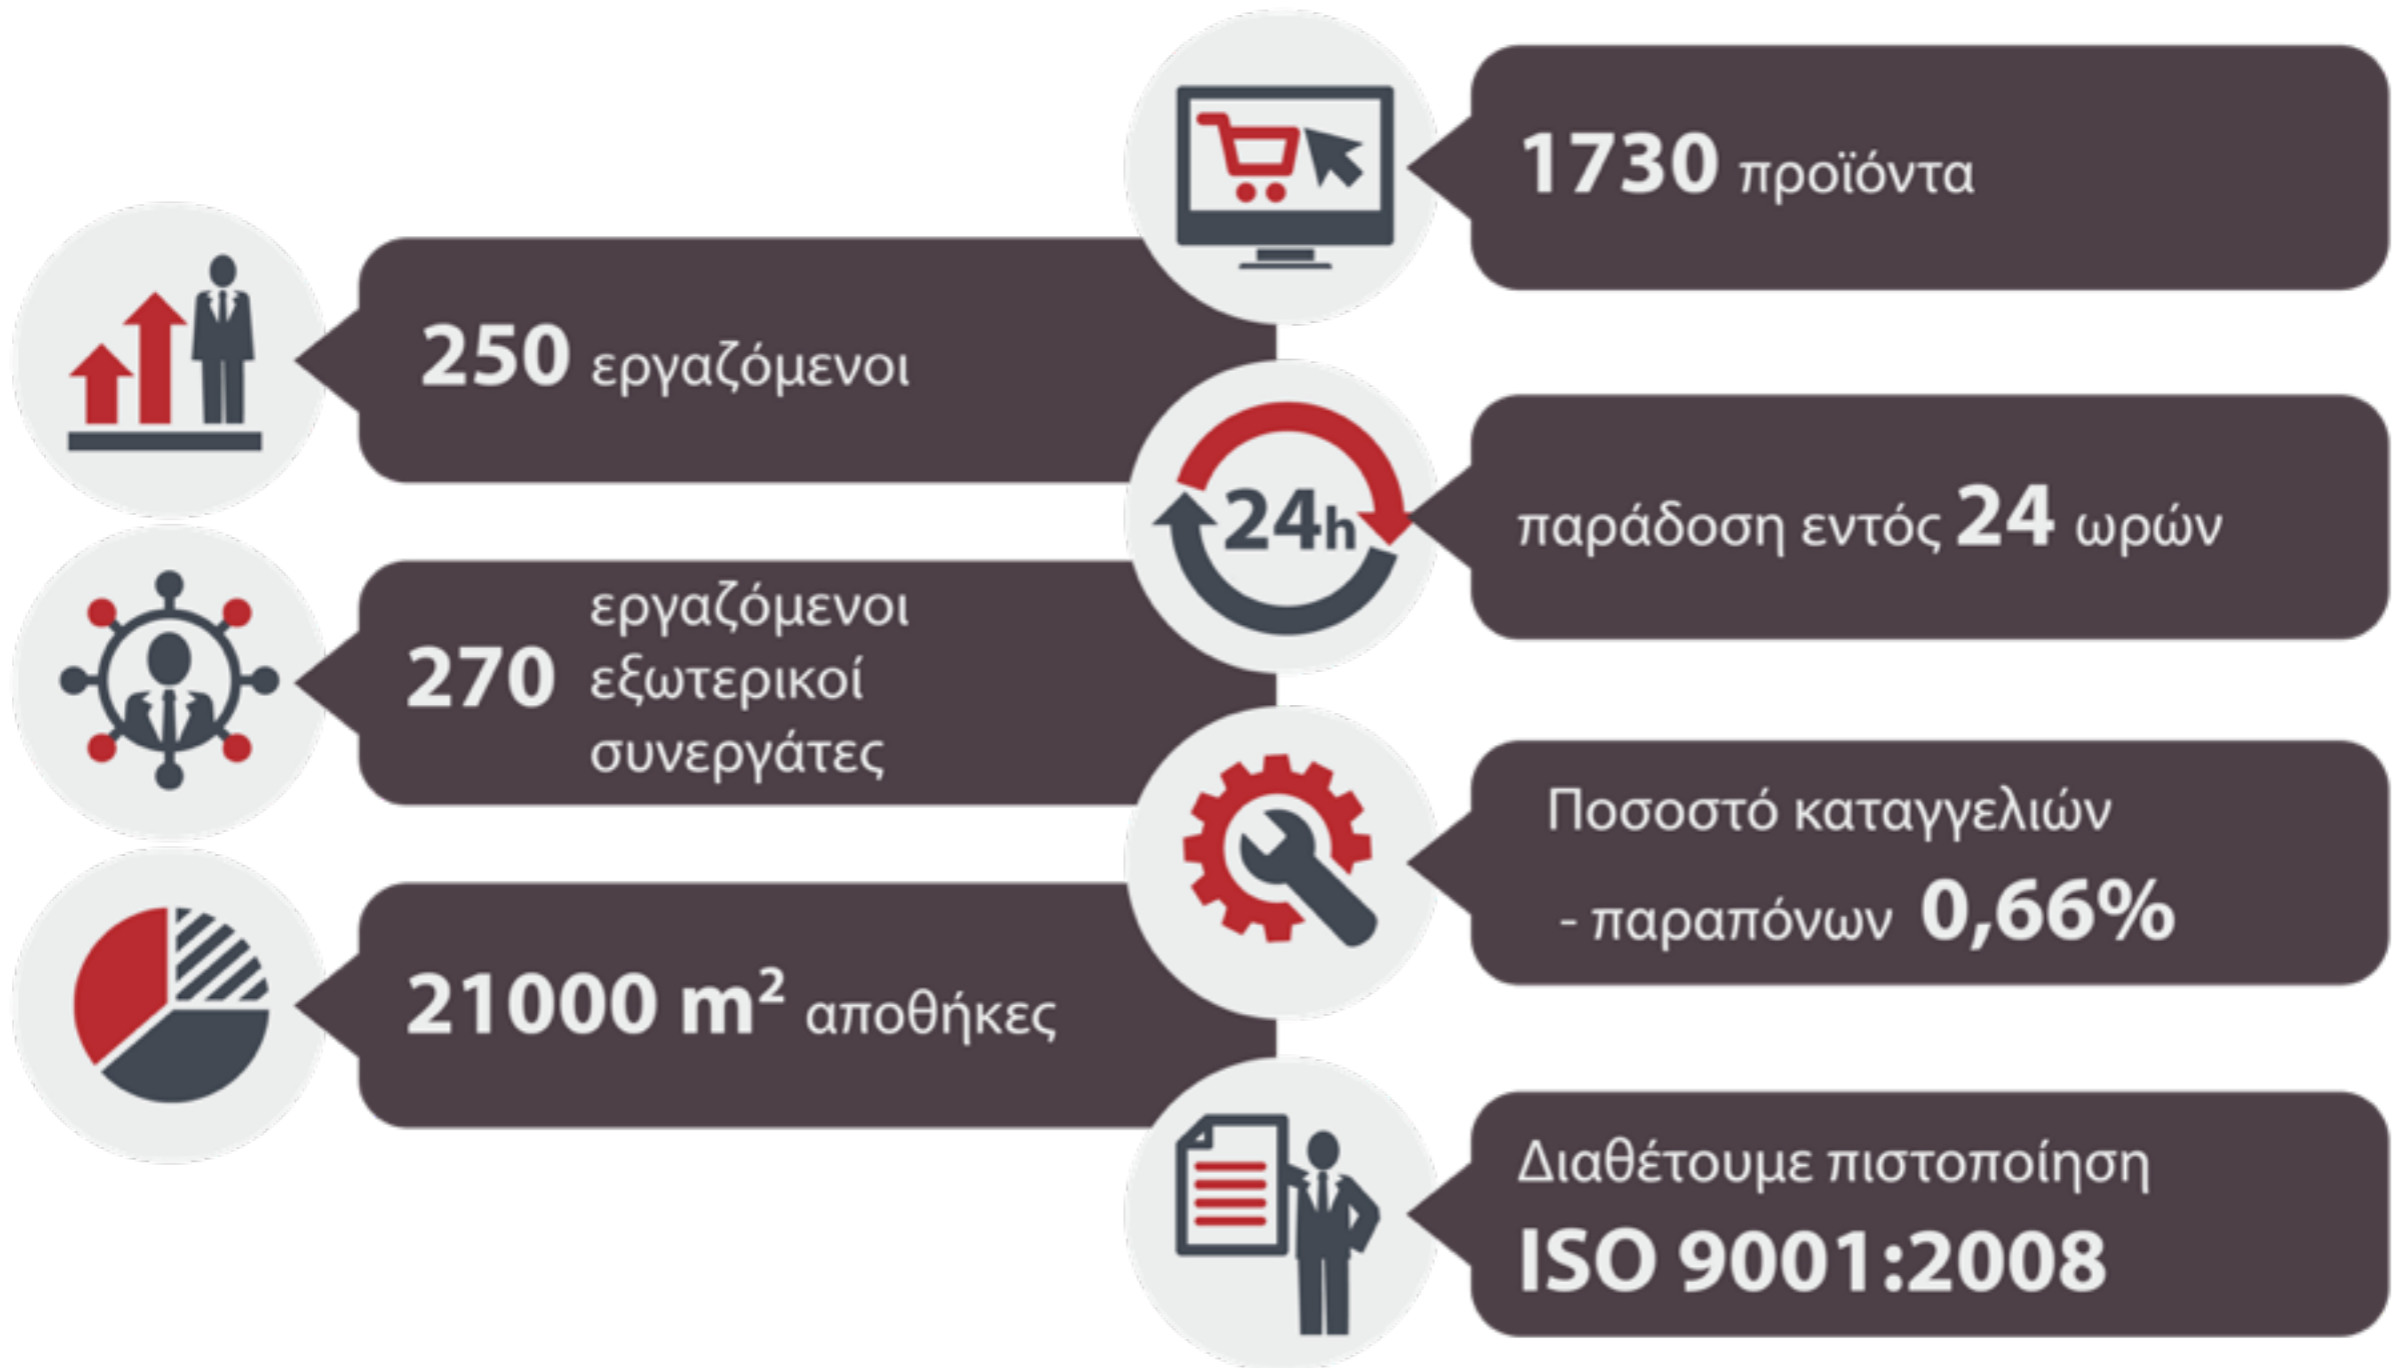 250 εργαζόμενοι
εργαζόμενοι
270 εξωτερικοί
συνεργάτες
21000 m² αποθήκες
1730 προϊόντα
24h
παράδοση εντός 24 ωρών
Ποσοστό καταγγελιών
- παραπόνων 0,66%
Διαθέτουμε πιστοποίηση
ISO 9001:2008